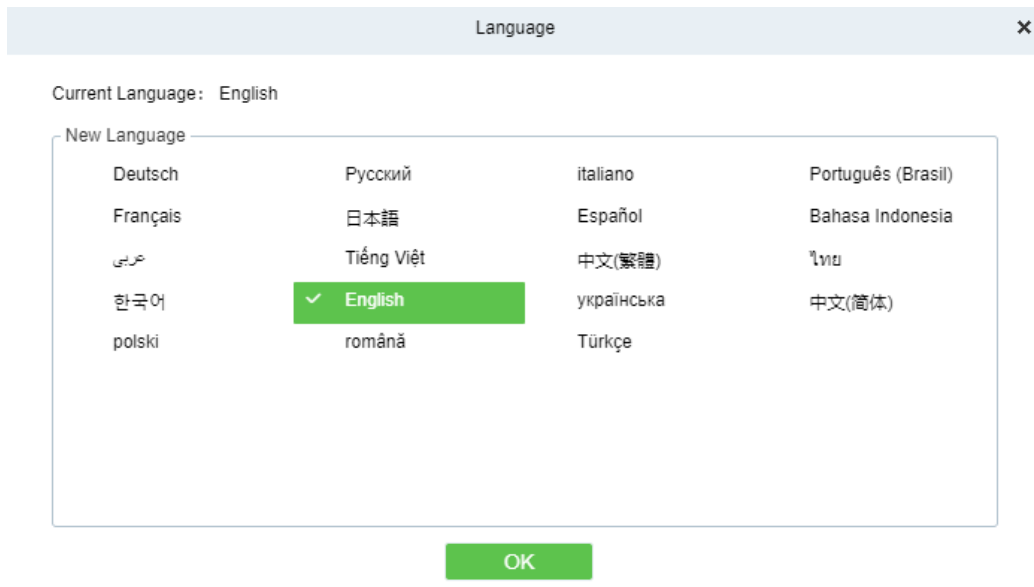 Language
Current Language: English
New Language
Deutsch Русский italiano Português (Brasil)
Français 日本語 Español Bahasa Indonesia
عربى Tiếng Việt 中文(繁體) ไทย
한국어 English українська 中文(简体)
polski română Türkçe
OK